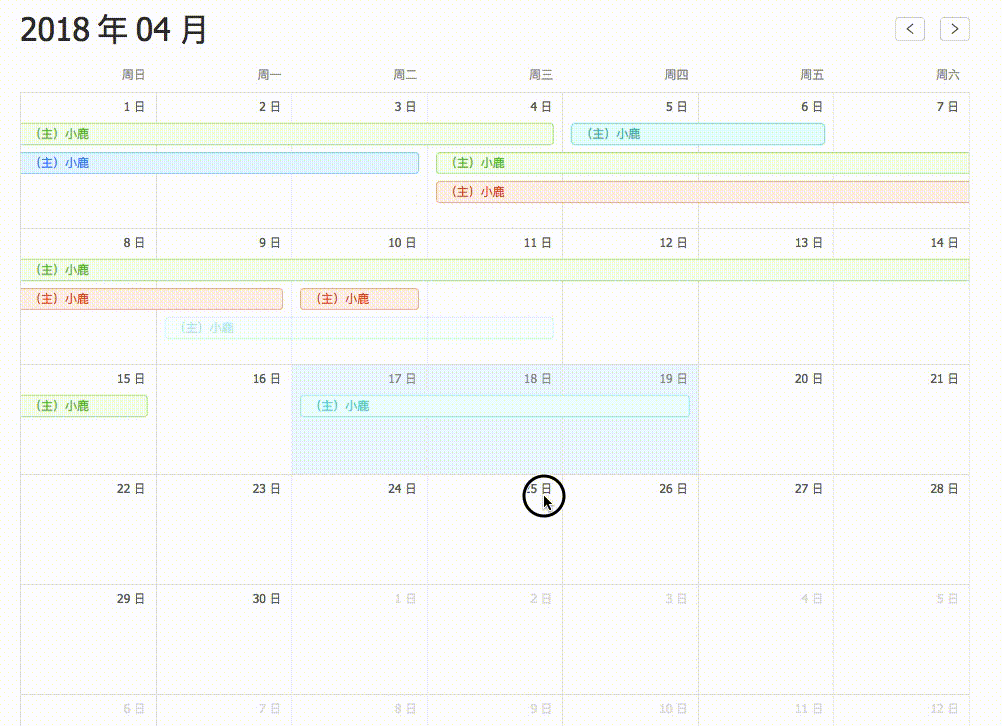 2018 年 04 月
< >
周日 周一 周二 周三 周四 周五 周六
1 日 2 日 3 日 4 日 5 日 6 日 7 日
（主）小鹿 （主）小鹿
（主）小鹿 （主）小鹿
（主）小鹿
8 日 9 日 10 日 11 日 12 日 13 日 14 日
（主）小鹿
（主）小鹿 （主）小鹿
（主）小鹿
15 日 16 日 17 日 18 日 19 日 20 日 21 日
（主）小鹿 （主）小鹿
22 日 23 日 24 日 25 日 26 日 27 日 28 日
29 日 30 日 1 日 2 日 3 日 4 日 5 日
6 日 7 日 8 日 9 日 10 日 11 日 12 日